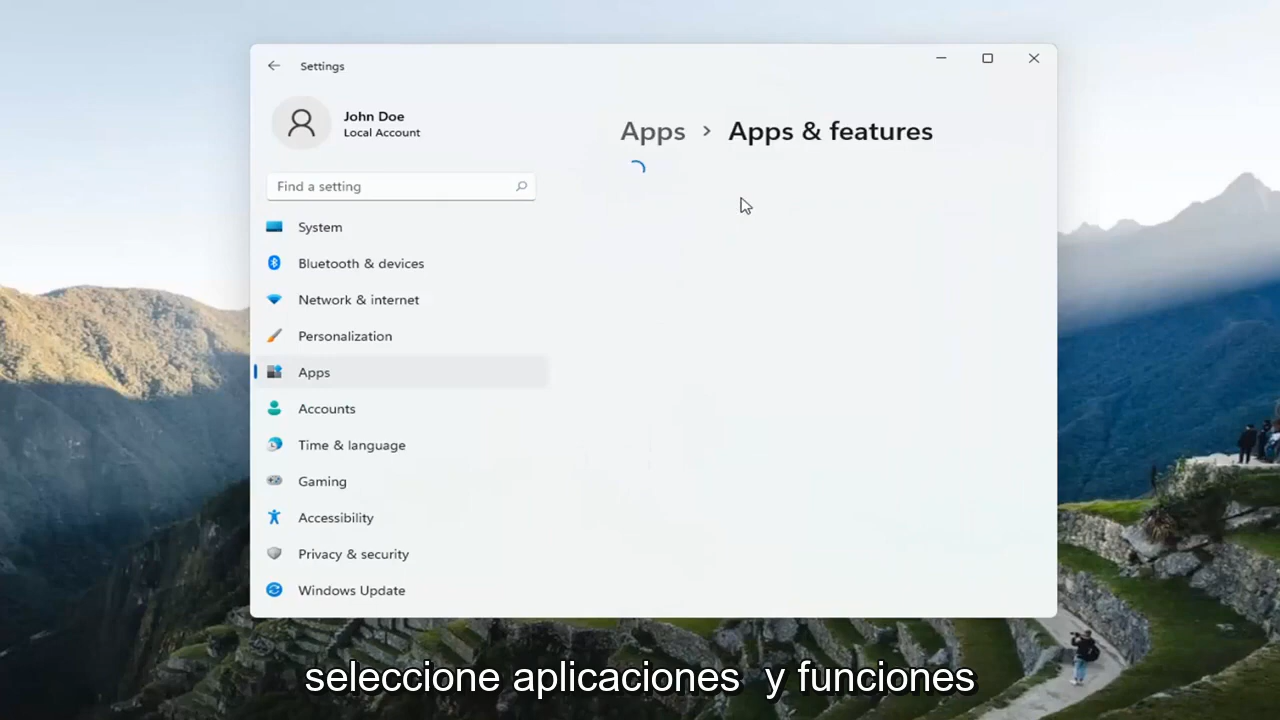 Settings
John Doe
Local Account
Find a setting
System
Bluetooth & devices
Network & internet
Personalization
Apps
Accounts
Time & language
Gaming
Accessibility
Privacy & security
Windows Update
Apps > Apps & features
seleccione aplicaciones y funciones